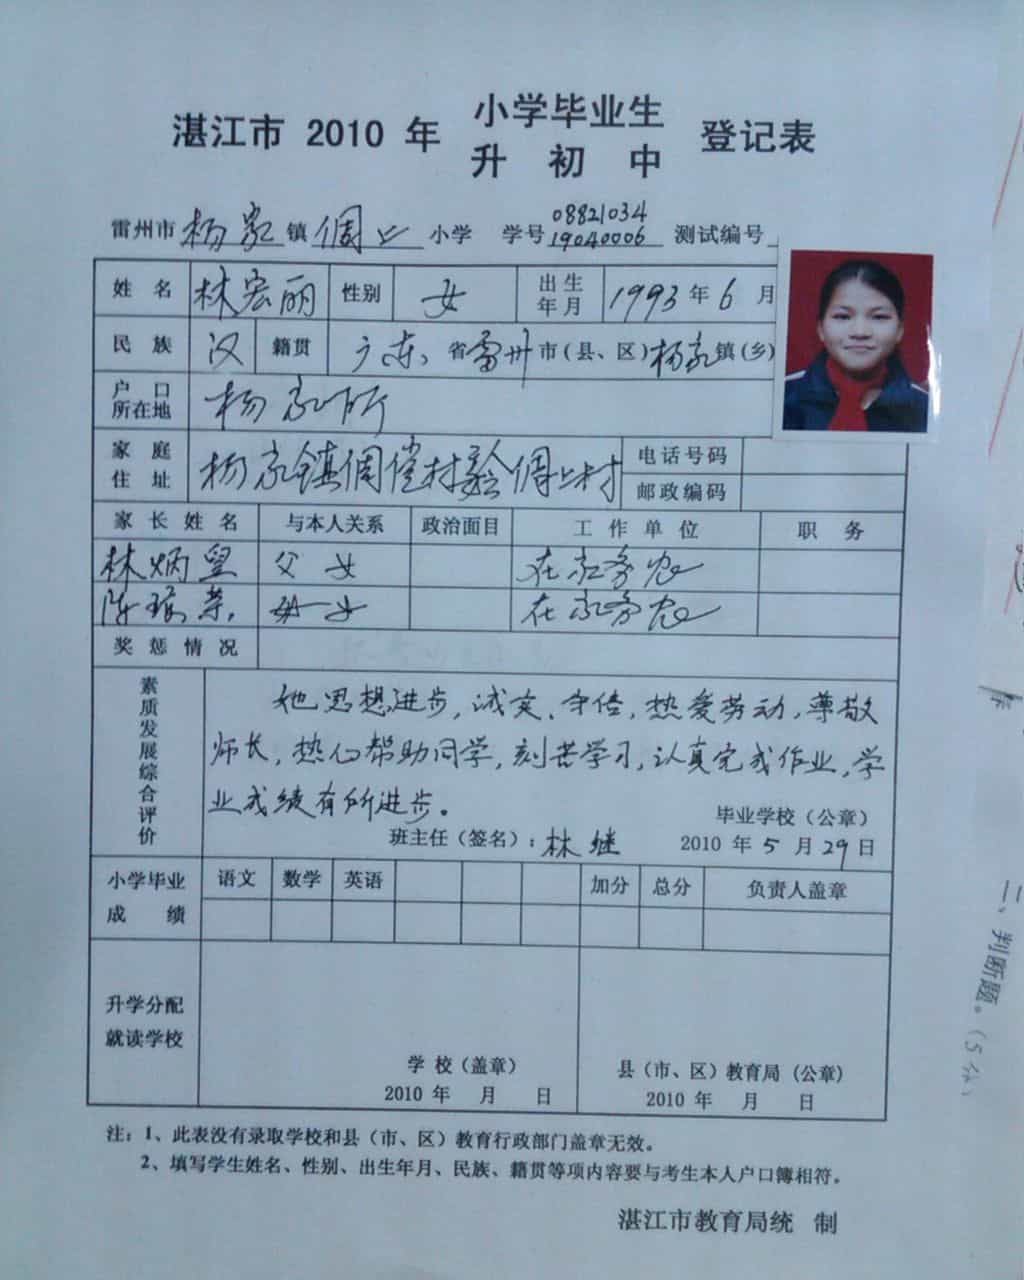 湛江市 2010 年 小学毕业生 登记表
升 初 中
08821034
雷州市 杨家 镇 倜上 小学 学号 19040006 测试编号
姓 名 林宏丽 性别 女 出生年月 1993 年 6 月
民 族 汉 籍贯 广东 省 雷州 市(县、区) 杨家 镇(乡)
户 口 所在地 杨家所
家 庭 住 址 杨家镇倜 村 倜上村 电话号码
邮政编码
家 长 姓 名 与本人关系 政治面目 工 作 单 位 职 务
林炳 父女 在家务农
陈 母女 在家务农
奖 惩 情 况
素质发展综合评价
她思想进步,诚实、守信,热爱劳动,尊敬
师长,热心帮助同学,刻苦学习,认真完成作业,学
业成绩有所进步。
毕业学校(公章)
班主任(签名):林继 2010 年 5 月 29 日
小学毕业 成 绩 语文 数学 英语 加分 总分 负责人盖章
升学分配
就读学校
学 校(盖章) 县(市、区)教育局(公章)
2010 年 月 日 2010 年 月 日
注:1、此表没有录取学校和县(市、区)教育行政部门盖章无效。
2、填写学生姓名、性别、出生年月、民族、籍贯等项内容要与考生本人户口簿相符。
湛江市教育局统 制
二、判断题。(5分